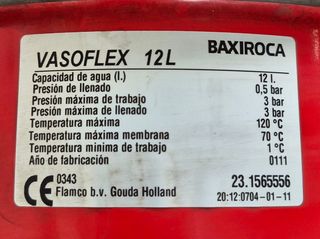 VASOFLEX 12L BAXIROCA
Capacidad de agua (l.) 12 l.
Presión de llenado 0,5 bar
Presión máxima de trabajo 3 bar
Presión maxima de llenado 3 bar
Temperatura máxima 120 °C
Temperatura máxima membrana 70 °C
Temperatura minima de trabajo 1 °C
Año de fabricación 0111
CE 0343 23.1565556
Flamco b.v. Gouda Holland 20:12:0704-01-11